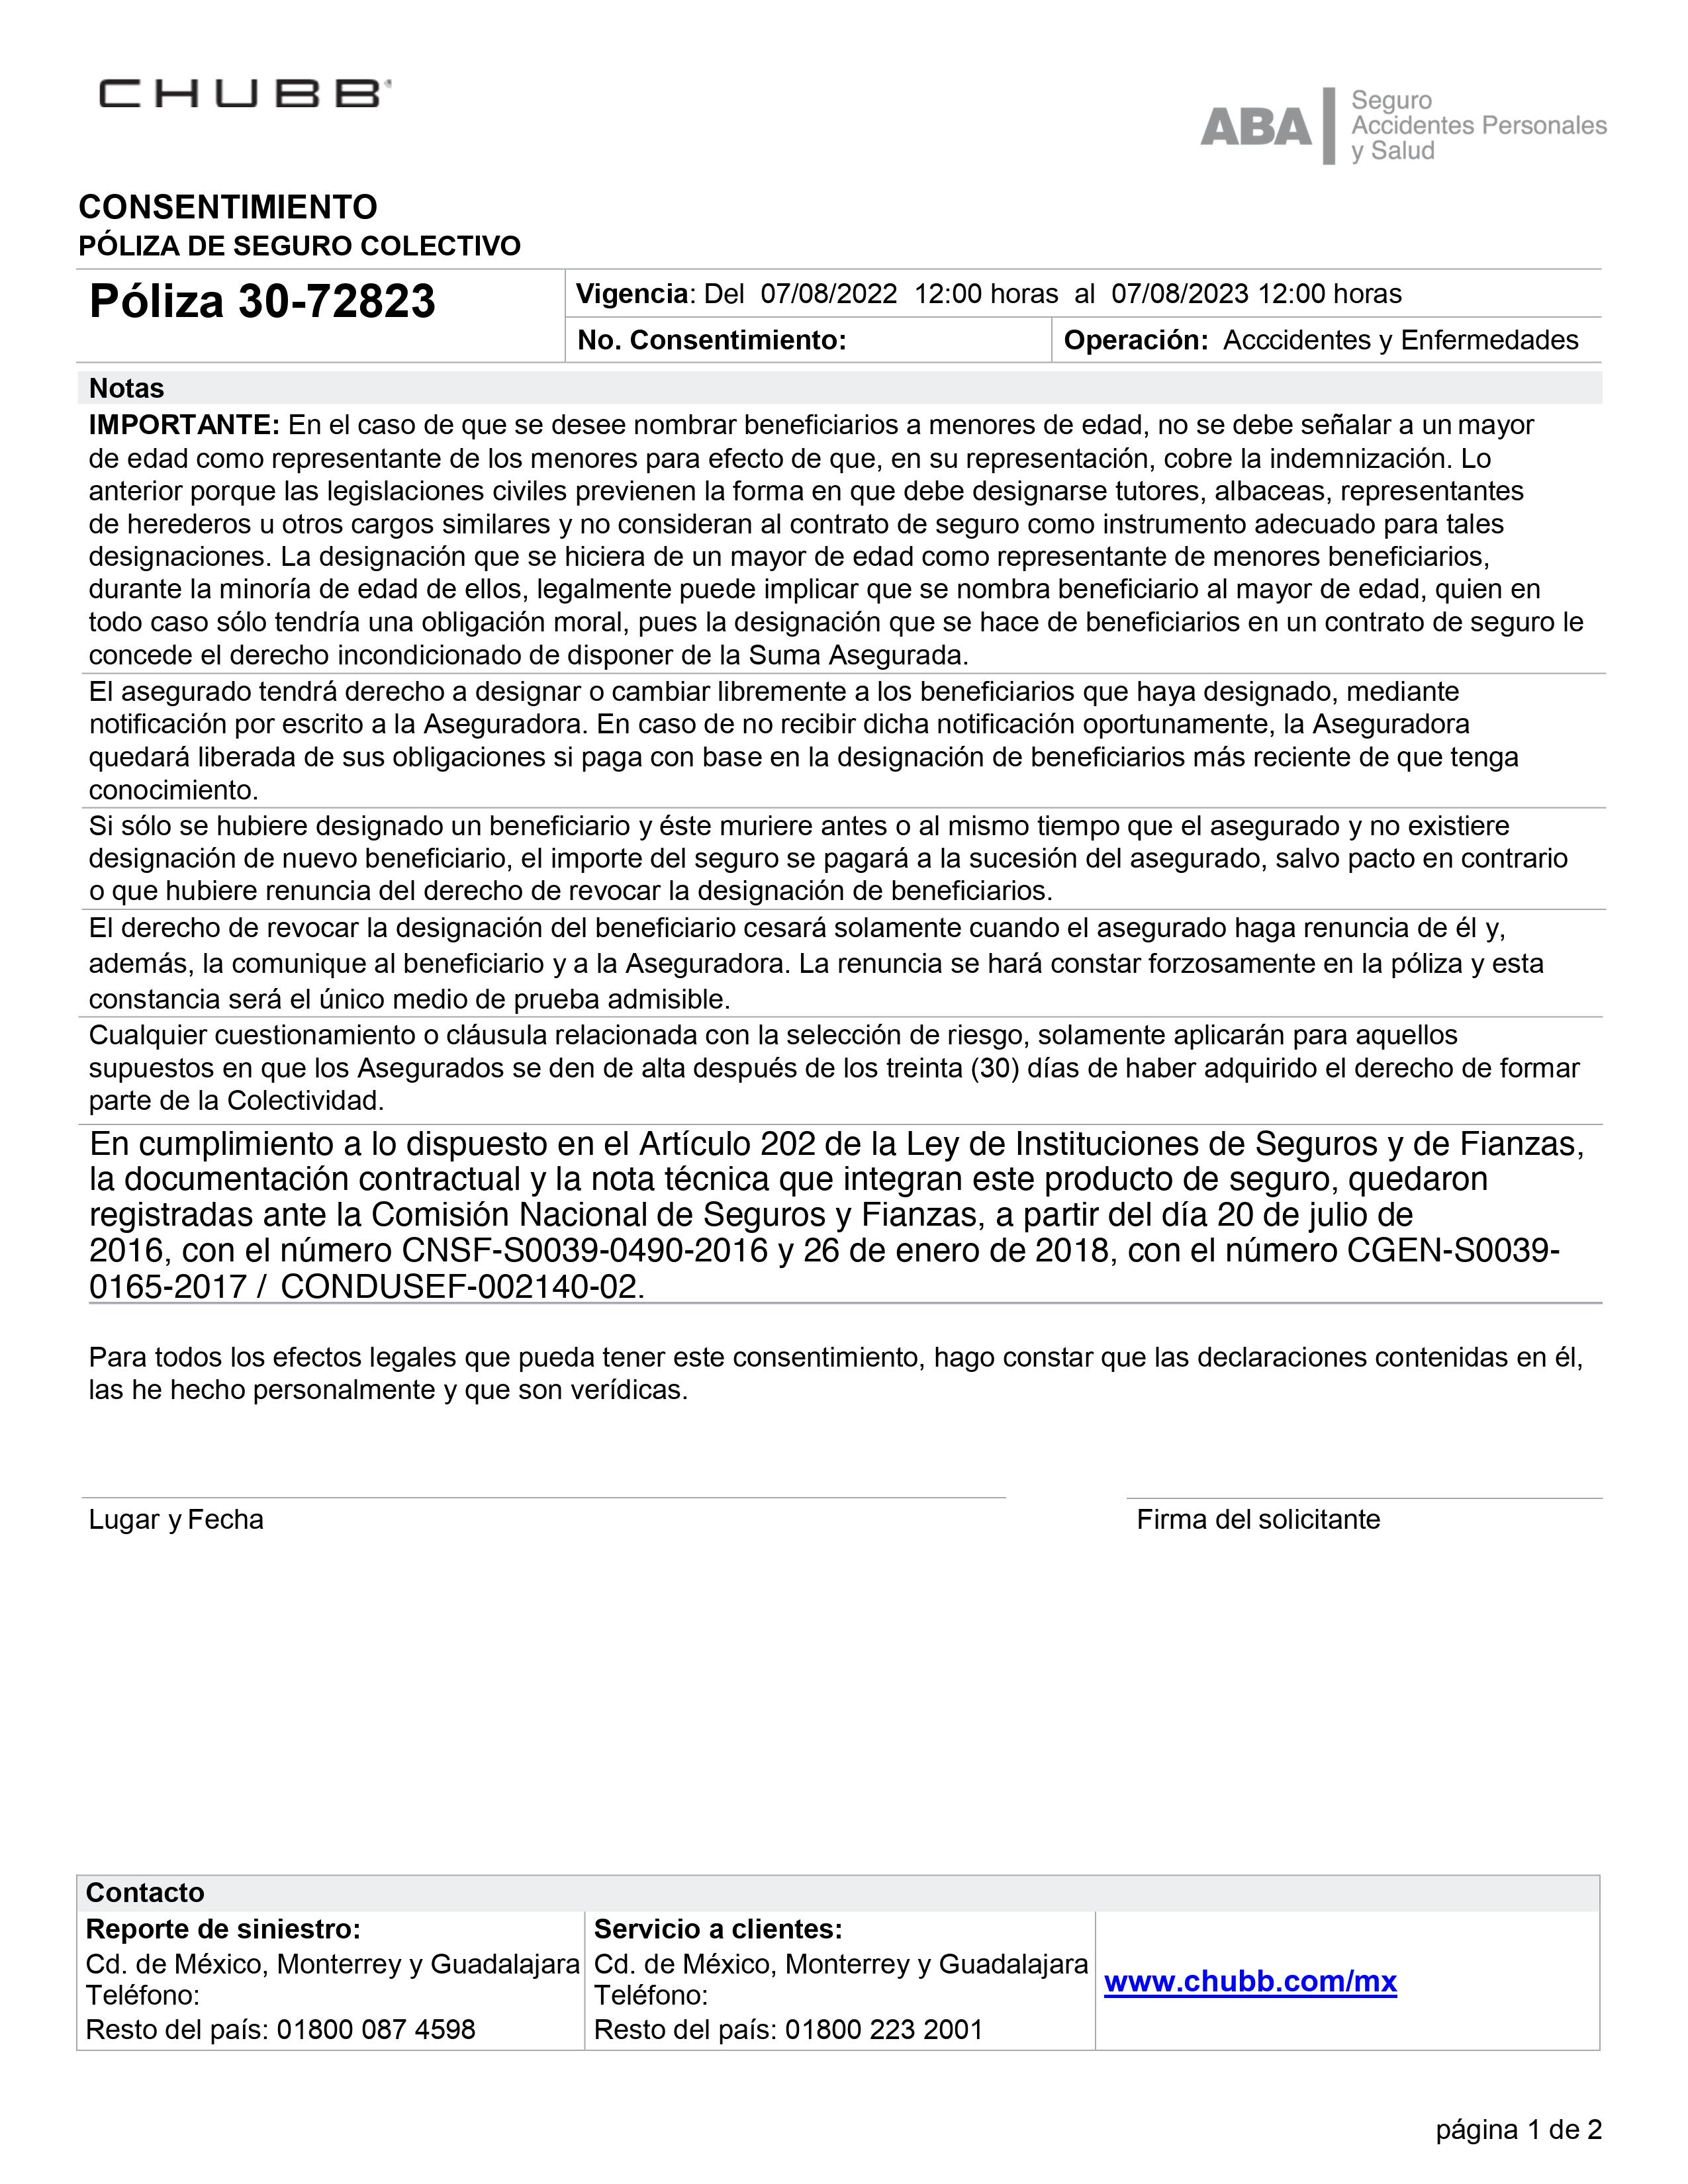 CHUBB
ABA
Seguro
Accidentes Personales
y Salud
CONSENTIMIENTO
PÓLIZA DE SEGURO COLECTIVO
Póliza 30-72823
Vigencia: Del 07/08/2022 12:00 horas al 07/08/2023 12:00 horas
No. Consentimiento:
Operación: Acccidentes y Enfermedades
Notas
IMPORTANTE: En el caso de que se desee nombrar beneficiarios a menores de edad, no se debe señalar a un mayor
de edad como representante de los menores para efecto de que, en su representación, cobre la indemnización. Lo
anterior porque las legislaciones civiles previenen la forma en que debe designarse tutores, albaceas, representantes
de herederos u otros cargos similares y no consideran al contrato de seguro como instrumento adecuado para tales
designaciones. La designación que se hiciera de un mayor de edad como representante de menores beneficiarios,
durante la minoría de edad de ellos, legalmente puede implicar que se nombra beneficiario al mayor de edad, quien en
todo caso sólo tendría una obligación moral, pues la designación que se hace de beneficiarios en un contrato de seguro le
concede el derecho incondicionado de disponer de la Suma Asegurada.
El asegurado tendrá derecho a designar o cambiar libremente a los beneficiarios que haya designado, mediante
notificación por escrito a la Aseguradora. En caso de no recibir dicha notificación oportunamente, la Aseguradora
quedará liberada de sus obligaciones si paga con base en la designación de beneficiarios más reciente de que tenga
conocimiento.
Si sólo se hubiere designado un beneficiario y éste muriere antes o al mismo tiempo que el asegurado y no existiere
designación de nuevo beneficiario, el importe del seguro se pagará a la sucesión del asegurado, salvo pacto en contrario
o que hubiere renuncia del derecho de revocar la designación de beneficiarios.
El derecho de revocar la designación del beneficiario cesará solamente cuando el asegurado haga renuncia de él y,
además, la comunique al beneficiario y a la Aseguradora. La renuncia se hará constar forzosamente en la póliza y esta
constancia será el único medio de prueba admisible.
Cualquier cuestionamiento o cláusula relacionada con la selección de riesgo, solamente aplicarán para aquellos
supuestos en que los Asegurados se den de alta después de los treinta (30) días de haber adquirido el derecho de formar
parte de la Colectividad.
En cumplimiento a lo dispuesto en el Artículo 202 de la Ley de Instituciones de Seguros y de Fianzas,
la documentación contractual y la nota técnica que integran este producto de seguro, quedaron
registradas ante la Comisión Nacional de Seguros y Fianzas, a partir del día 20 de julio de
2016, con el número CNSF-S0039-0490-2016 y 26 de enero de 2018, con el número CGEN-S0039-
0165-2017 / CONDUSEF-002140-02.
Para todos los efectos legales que pueda tener este consentimiento, hago constar que las declaraciones contenidas en él,
las he hecho personalmente y que son verídicas.
Lugar y Fecha
Firma del solicitante
Contacto
Reporte de siniestro:
Cd. de México, Monterrey y Guadalajara
Teléfono:
Resto del país: 01800 087 4598
Servicio a clientes:
Cd. de México, Monterrey y Guadalajara
Teléfono:
Resto del país: 01800 223 2001
www.chubb.com/mx
página 1 de 2